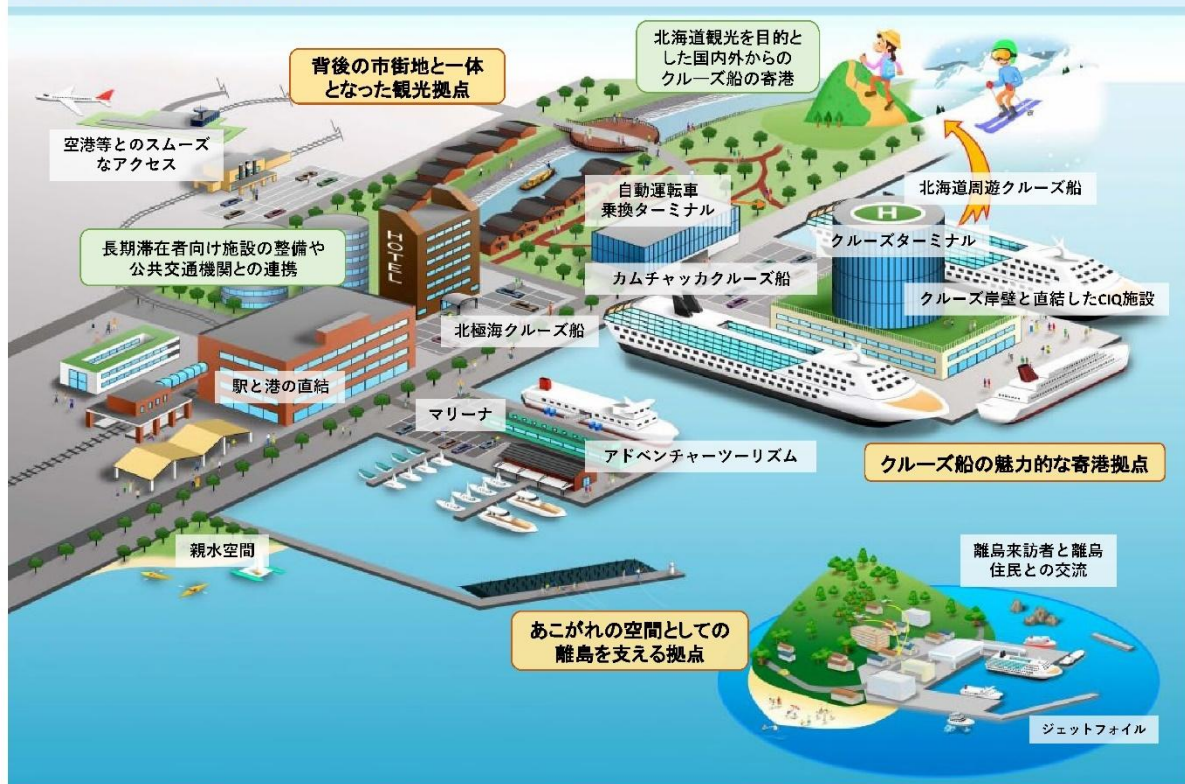 背後の市街地と一体
となった観光拠点
北海道観光を目的と
した国内外からの
クルーズ船の寄港
空港等とのスムーズ
なアクセス
自動運転車
乗換ターミナル
北海道周遊クルーズ船
H
クルーズターミナル
長期滞在者向け施設の整備や
公共交通機関との連携
HOTEL
カムチャッカクルーズ船
クルーズ岸壁と直結したCIQ施設
北極海クルーズ船
駅と港の直結
マリーナ
アドベンチャーツーリズム
クルーズ船の魅力的な寄港拠点
親水空間
離島来訪者と離島
住民との交流
あこがれの空間としての
離島を支える拠点
ジェットフォイル